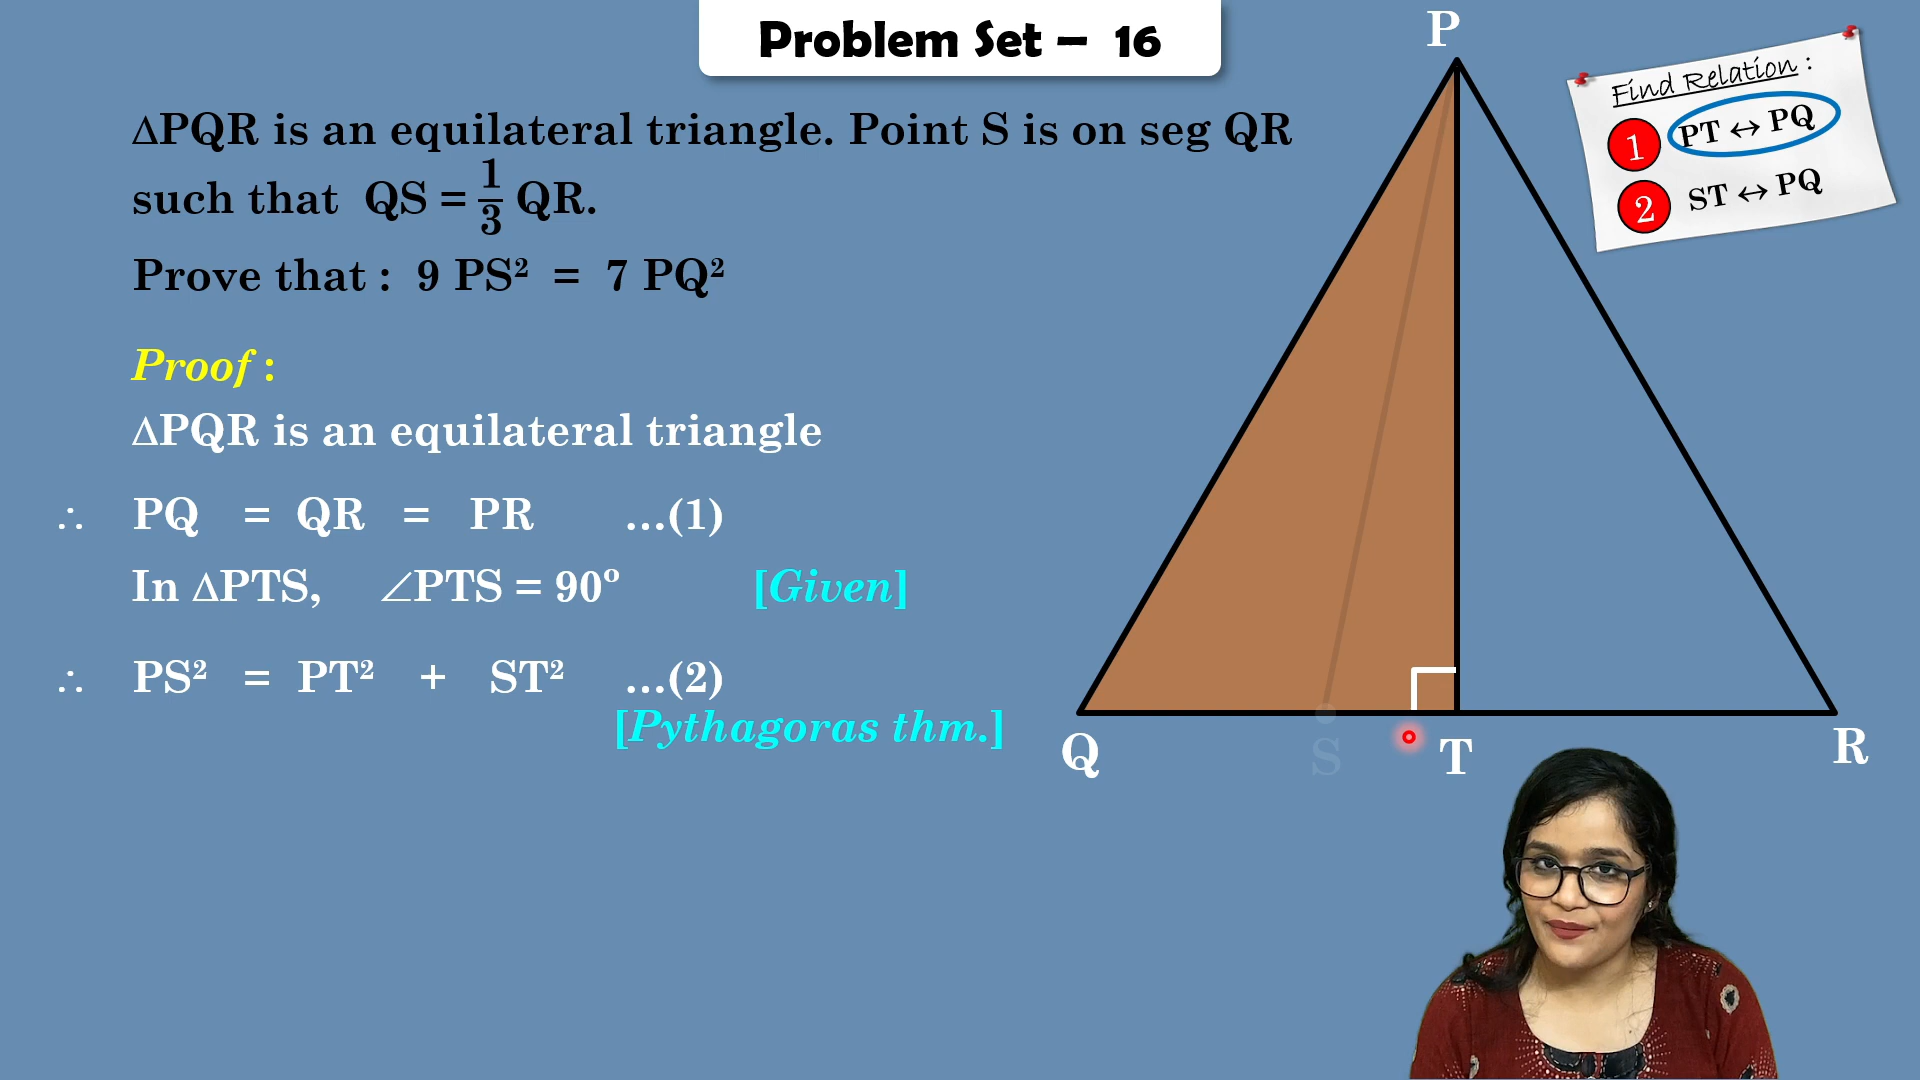 Problem Set – 16
ΔPQR is an equilateral triangle. Point S is on seg QR
such that QS = 1/3 QR.
Prove that : 9 PS² = 7 PQ²
Proof :
ΔPQR is an equilateral triangle
∴ PQ = QR = PR ...(1)
In ΔPTS, ∠PTS = 90° [Given]
∴ PS² = PT² + ST² ...(2)
[Pythagoras thm.]
P
Q
S
T
R
Find Relation :
1 PT ↔ PQ
2 ST ↔ PQ